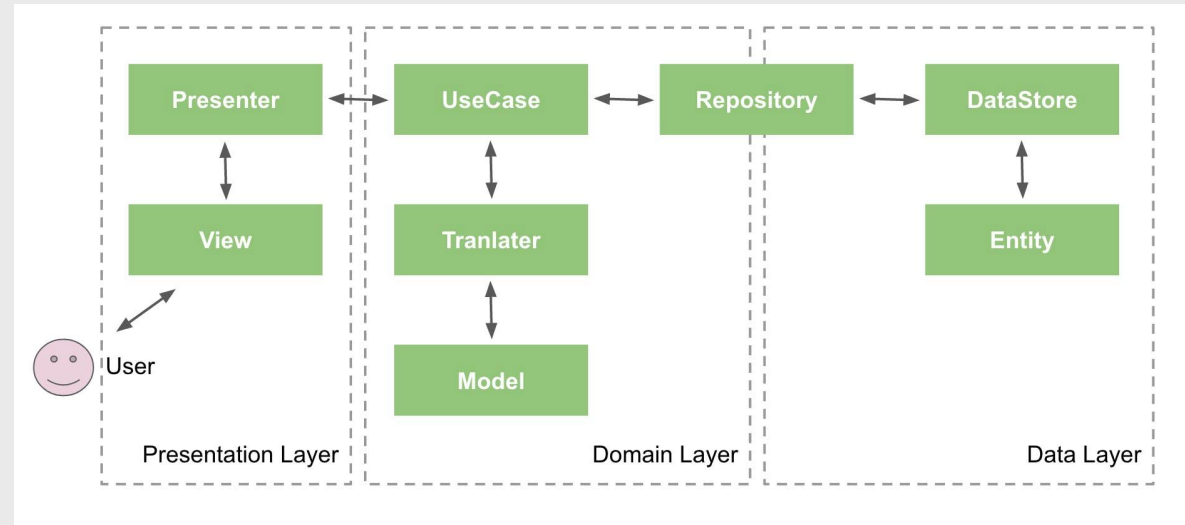 Presenter
UseCase
Repository
DataStore
View
Tranlater
Entity
User
Model
Presentation Layer
Domain Layer
Data Layer